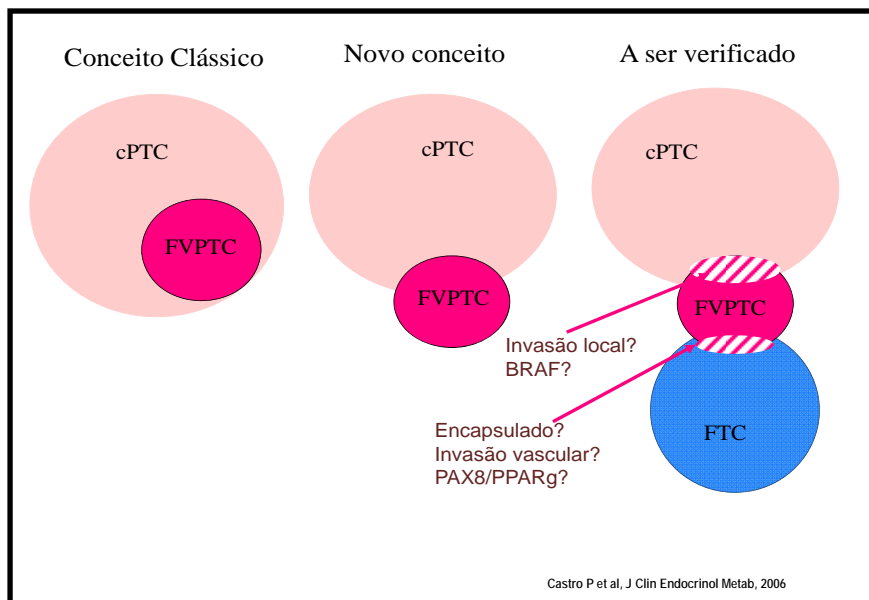 Conceito Clássico
Novo conceito
A ser verificado
cPTC
cPTC
cPTC
FVPTC
FVPTC
FVPTC
Invasão local?
BRAF?
Encapsulado?
Invasão vascular?
PAX8/PPARg?
FTC
Castro P et al, J Clin Endocrinol Metab, 2006